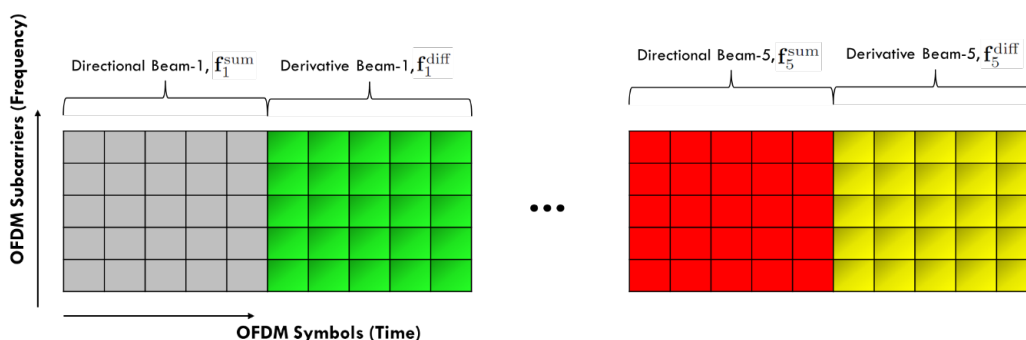 Directional Beam-1, f_1^sum
Derivative Beam-1, f_1^diff
Directional Beam-5, f_5^sum
Derivative Beam-5, f_5^diff
OFDM Subcarriers (Frequency)
...
OFDM Symbols (Time)